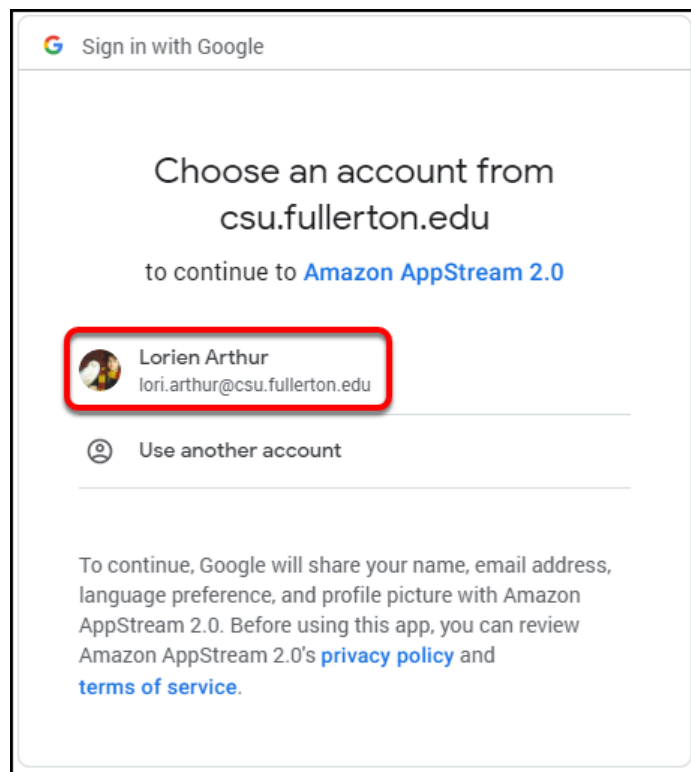 Sign in with Google
Choose an account from
csu.fullerton.edu
to continue to Amazon AppStream 2.0
Lorien Arthur
lori.arthur@csu.fullerton.edu
Use another account
To continue, Google will share your name, email address,
language preference, and profile picture with Amazon
AppStream 2.0. Before using this app, you can review
Amazon AppStream 2.0's privacy policy and
terms of service.